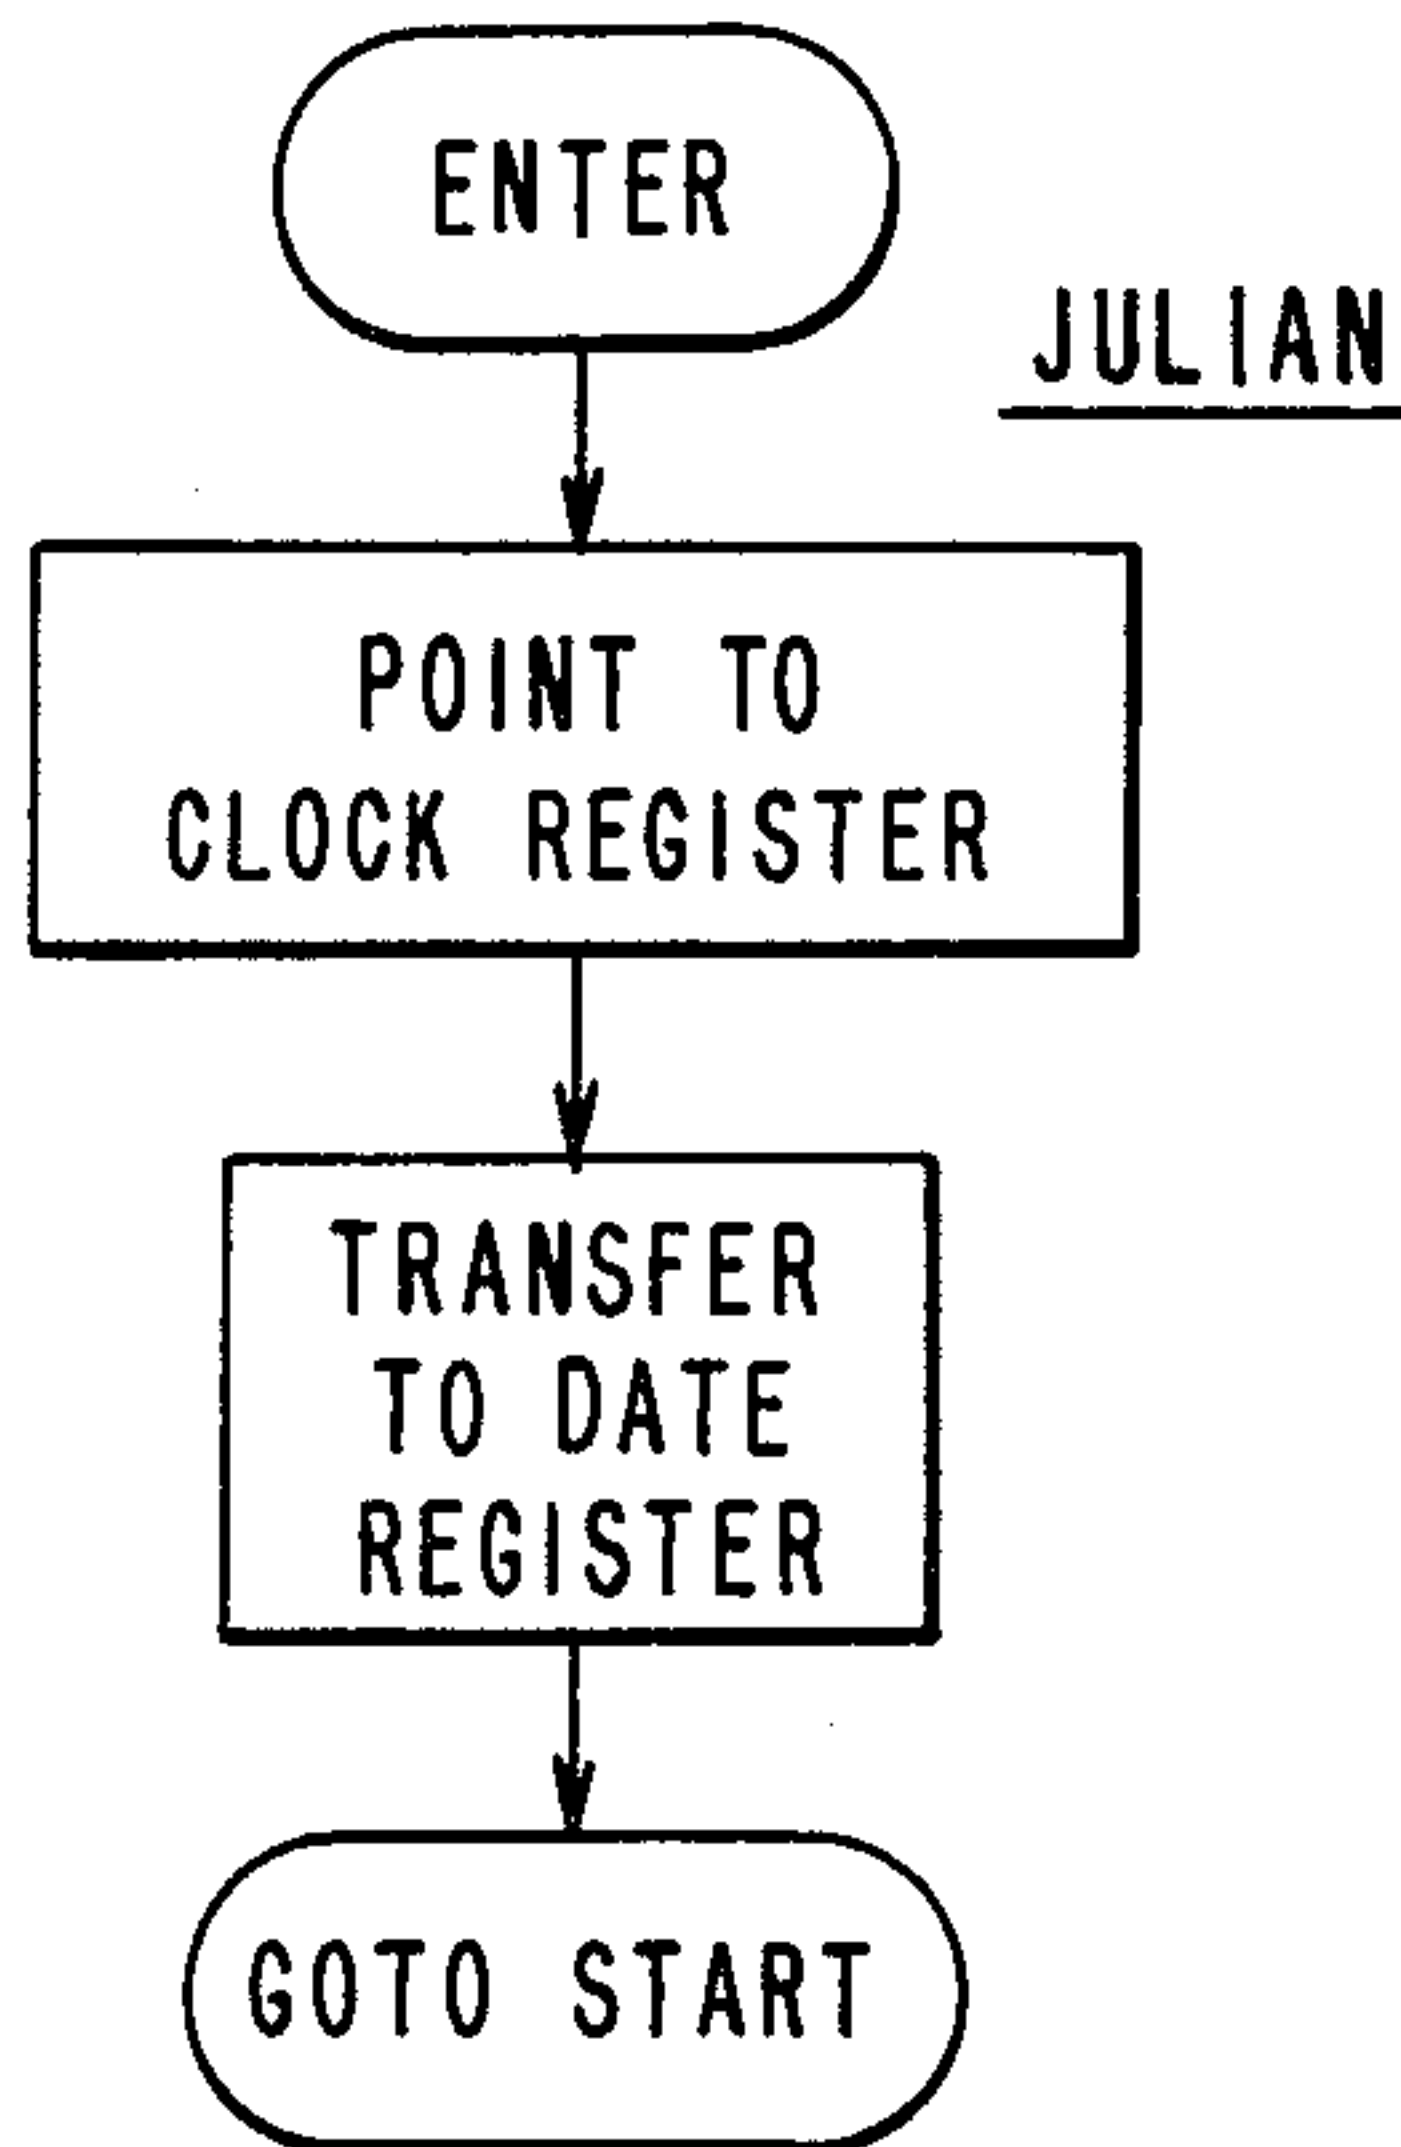 ENTER
JULIAN
POINT TO
CLOCK REGISTER
TRANSFER
TO DATE
REGISTER
GOTO START